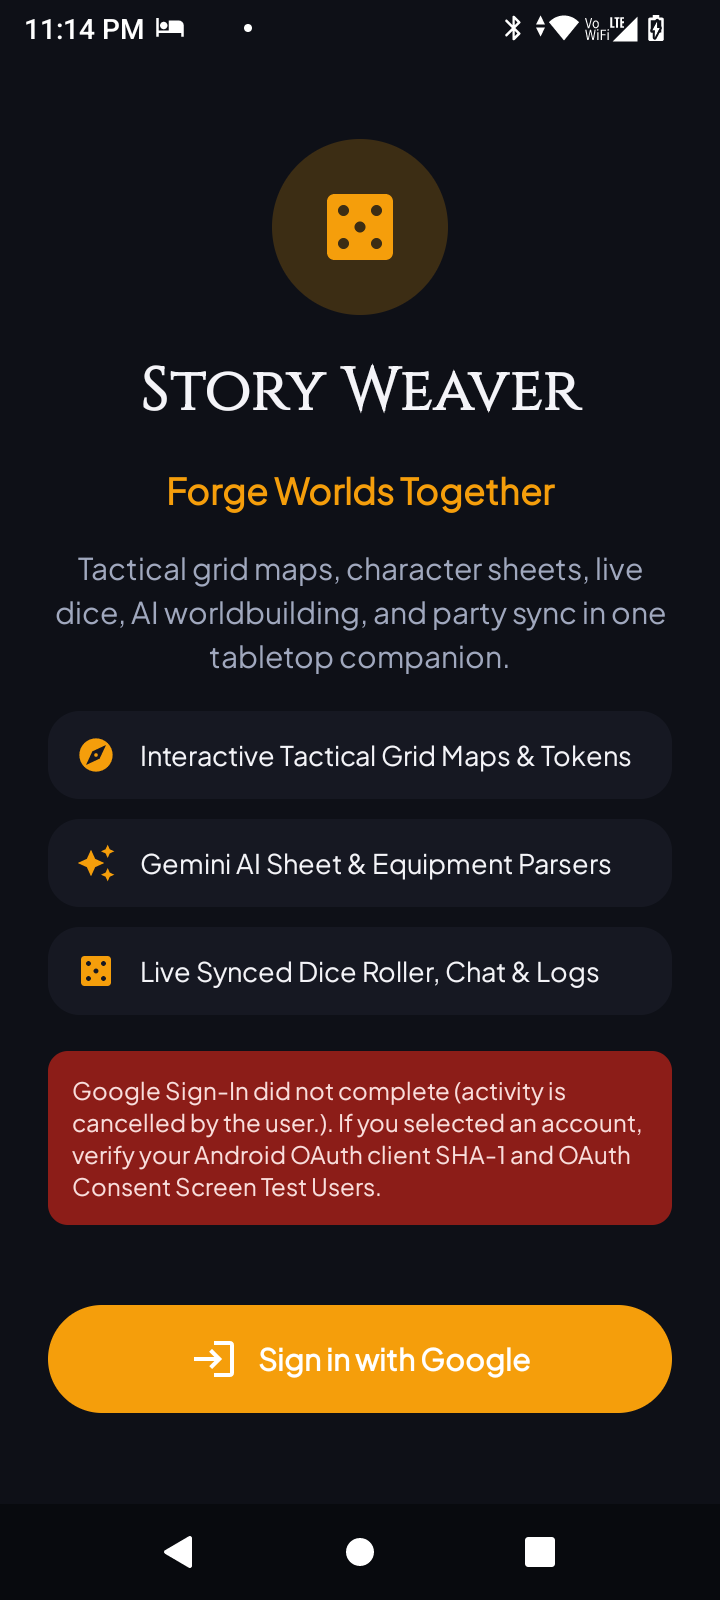 11:14 PM
Vo WiFi LTE
Story Weaver
Forge Worlds Together
Tactical grid maps, character sheets, live
dice, AI worldbuilding, and party sync in one
tabletop companion.
Interactive Tactical Grid Maps & Tokens
Gemini AI Sheet & Equipment Parsers
Live Synced Dice Roller, Chat & Logs
Google Sign-In did not complete (activity is
cancelled by the user.). If you selected an account,
verify your Android OAuth client SHA-1 and OAuth
Consent Screen Test Users.
Sign in with Google